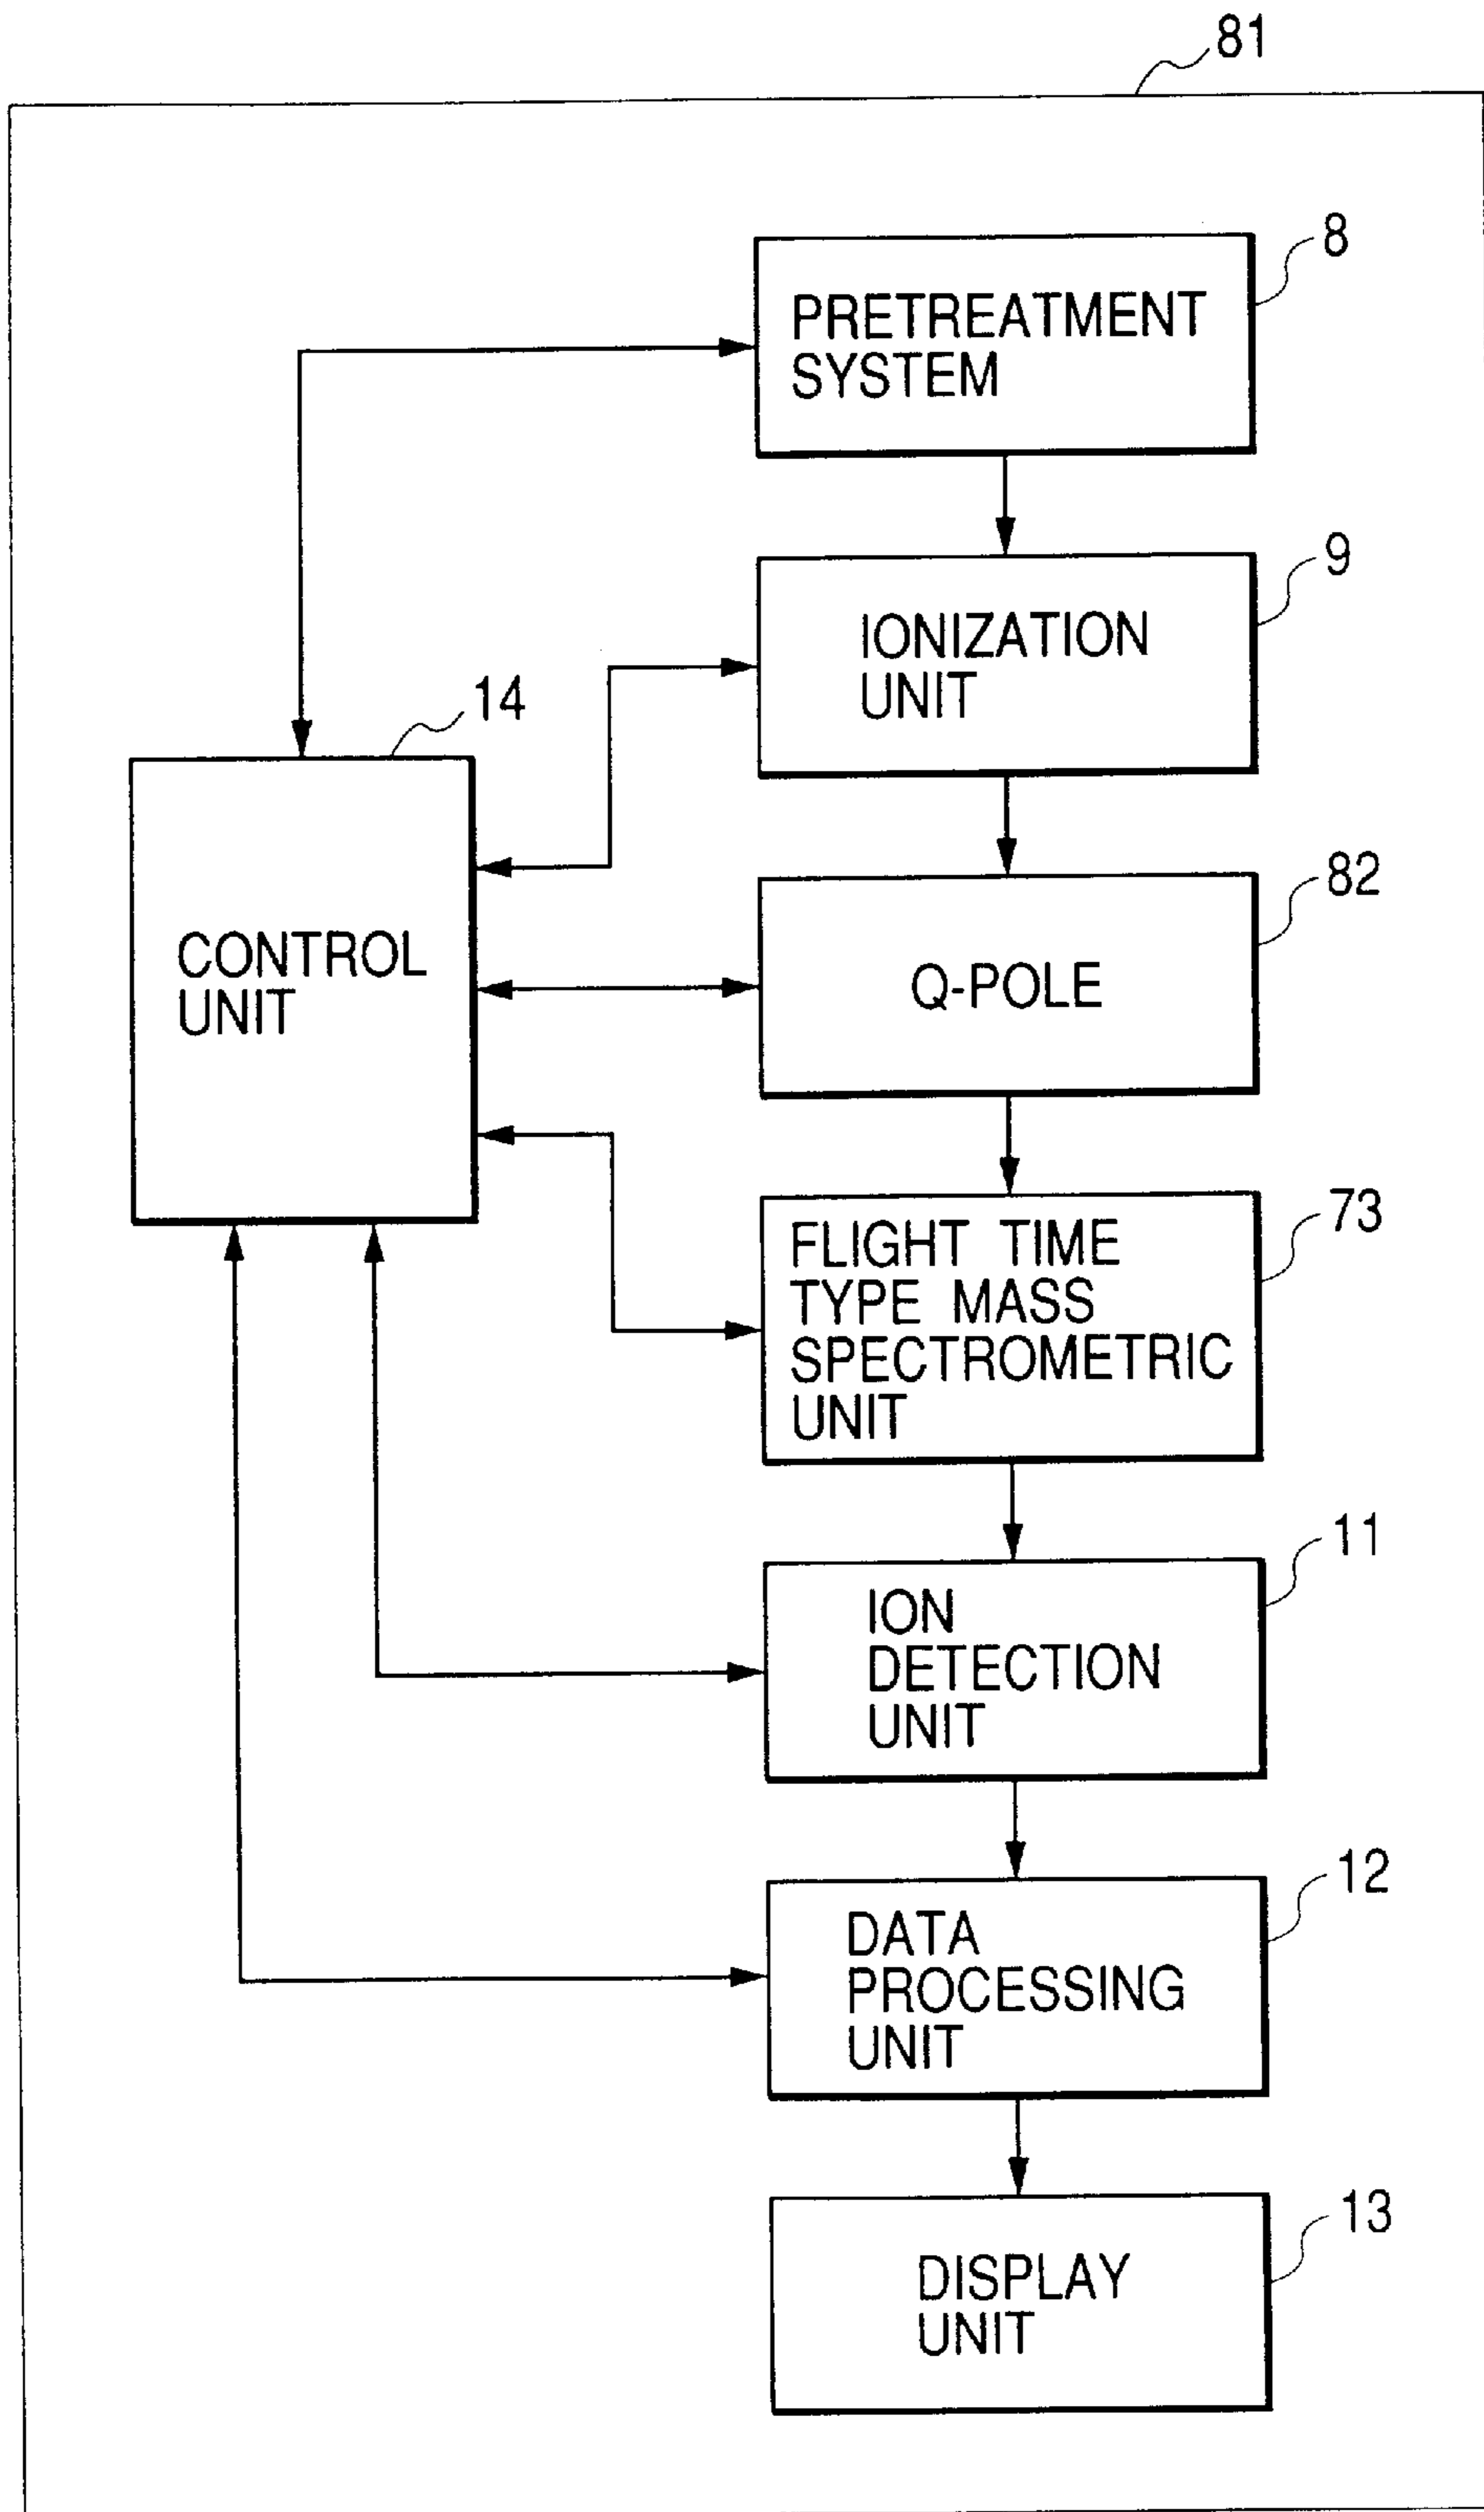 81
8
PRETREATMENT
SYSTEM
9
IONIZATION
UNIT
14
CONTROL
UNIT
82
Q-POLE
73
FLIGHT TIME
TYPE MASS
SPECTROMETRIC
UNIT
11
ION
DETECTION
UNIT
12
DATA
PROCESSING
UNIT
13
DISPLAY
UNIT